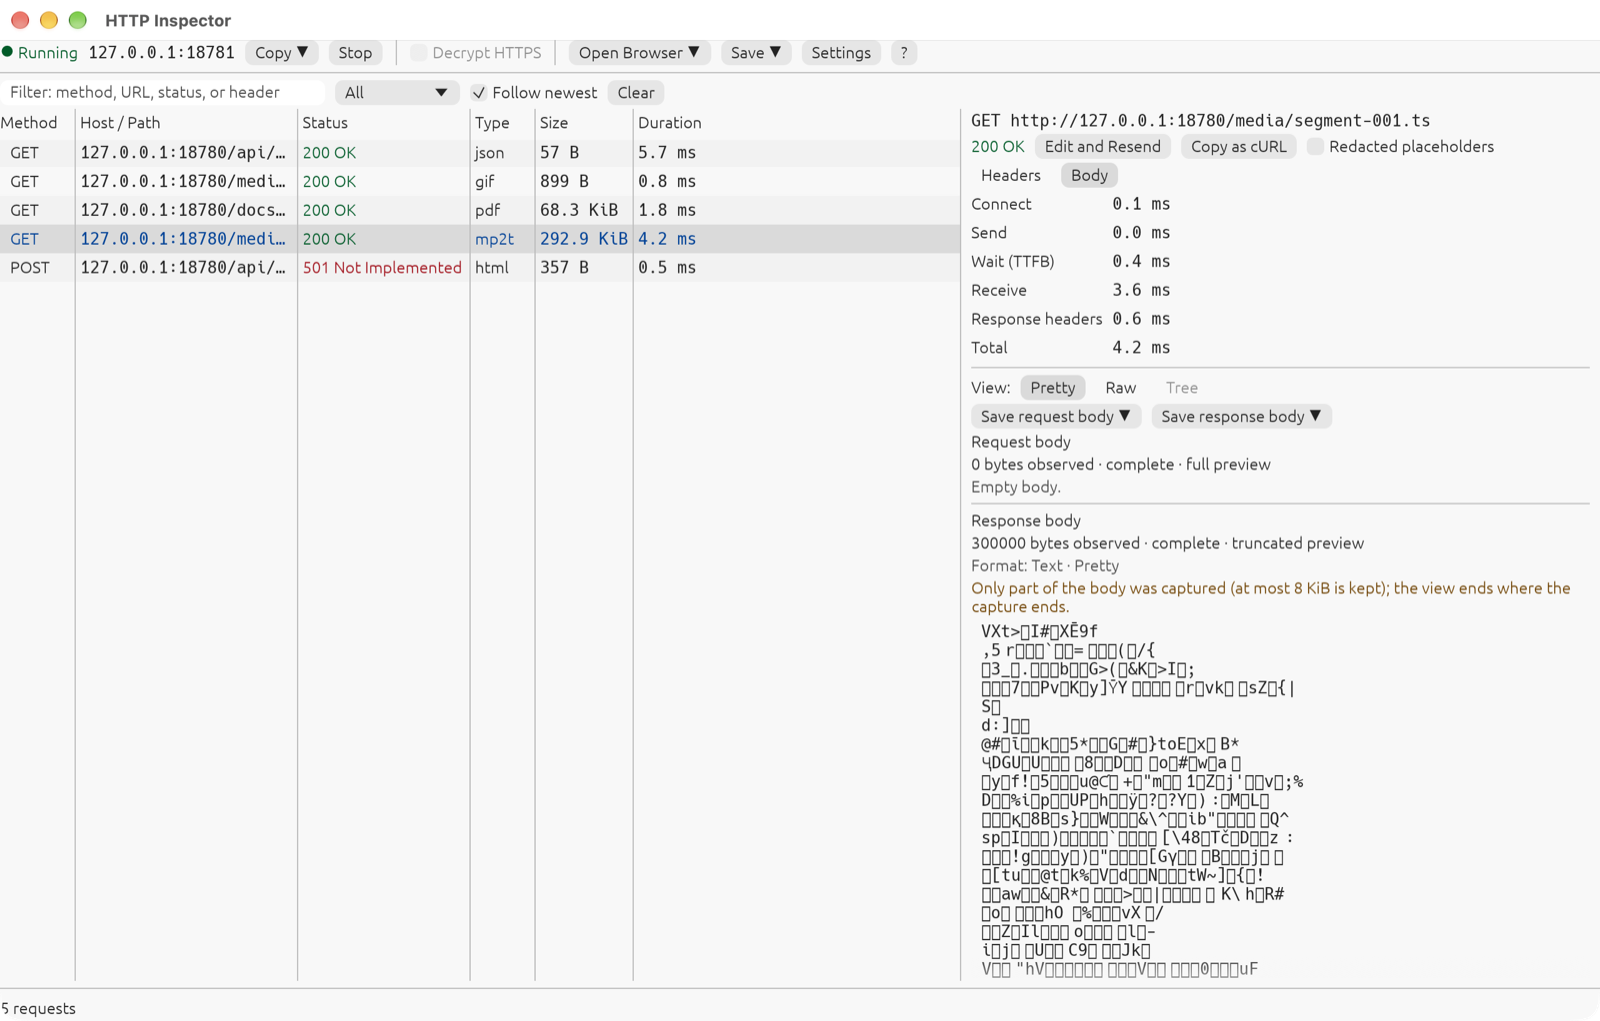 HTTP Inspector
Running 127.0.0.1:18781 Copy ▼ Stop Decrypt HTTPS Open Browser ▼ Save ▼ Settings ?
Filter: method, URL, status, or header All ▼ ✓ Follow newest Clear
Method Host / Path Status Type Size Duration
GET 127.0.0.1:18780/api/… 200 OK json 57 B 5.7 ms
GET 127.0.0.1:18780/medi… 200 OK gif 899 B 0.8 ms
GET 127.0.0.1:18780/docs… 200 OK pdf 68.3 KiB 1.8 ms
GET 127.0.0.1:18780/medi… 200 OK mp2t 292.9 KiB 4.2 ms
POST 127.0.0.1:18780/api/… 501 Not Implemented html 357 B 0.5 ms
GET http://127.0.0.1:18780/media/segment-001.ts
200 OK Edit and Resend Copy as cURL Redacted placeholders
Headers Body
Connect 0.1 ms
Send 0.0 ms
Wait (TTFB) 0.4 ms
Receive 3.6 ms
Response headers 0.6 ms
Total 4.2 ms
View: Pretty Raw Tree
Save request body ▼ Save response body ▼
Request body
0 bytes observed · complete · full preview
Empty body.
Response body
300000 bytes observed · complete · truncated preview
Format: Text · Pretty
Only part of the body was captured (at most 8 KiB is kept); the view ends where the
capture ends.
5 requests